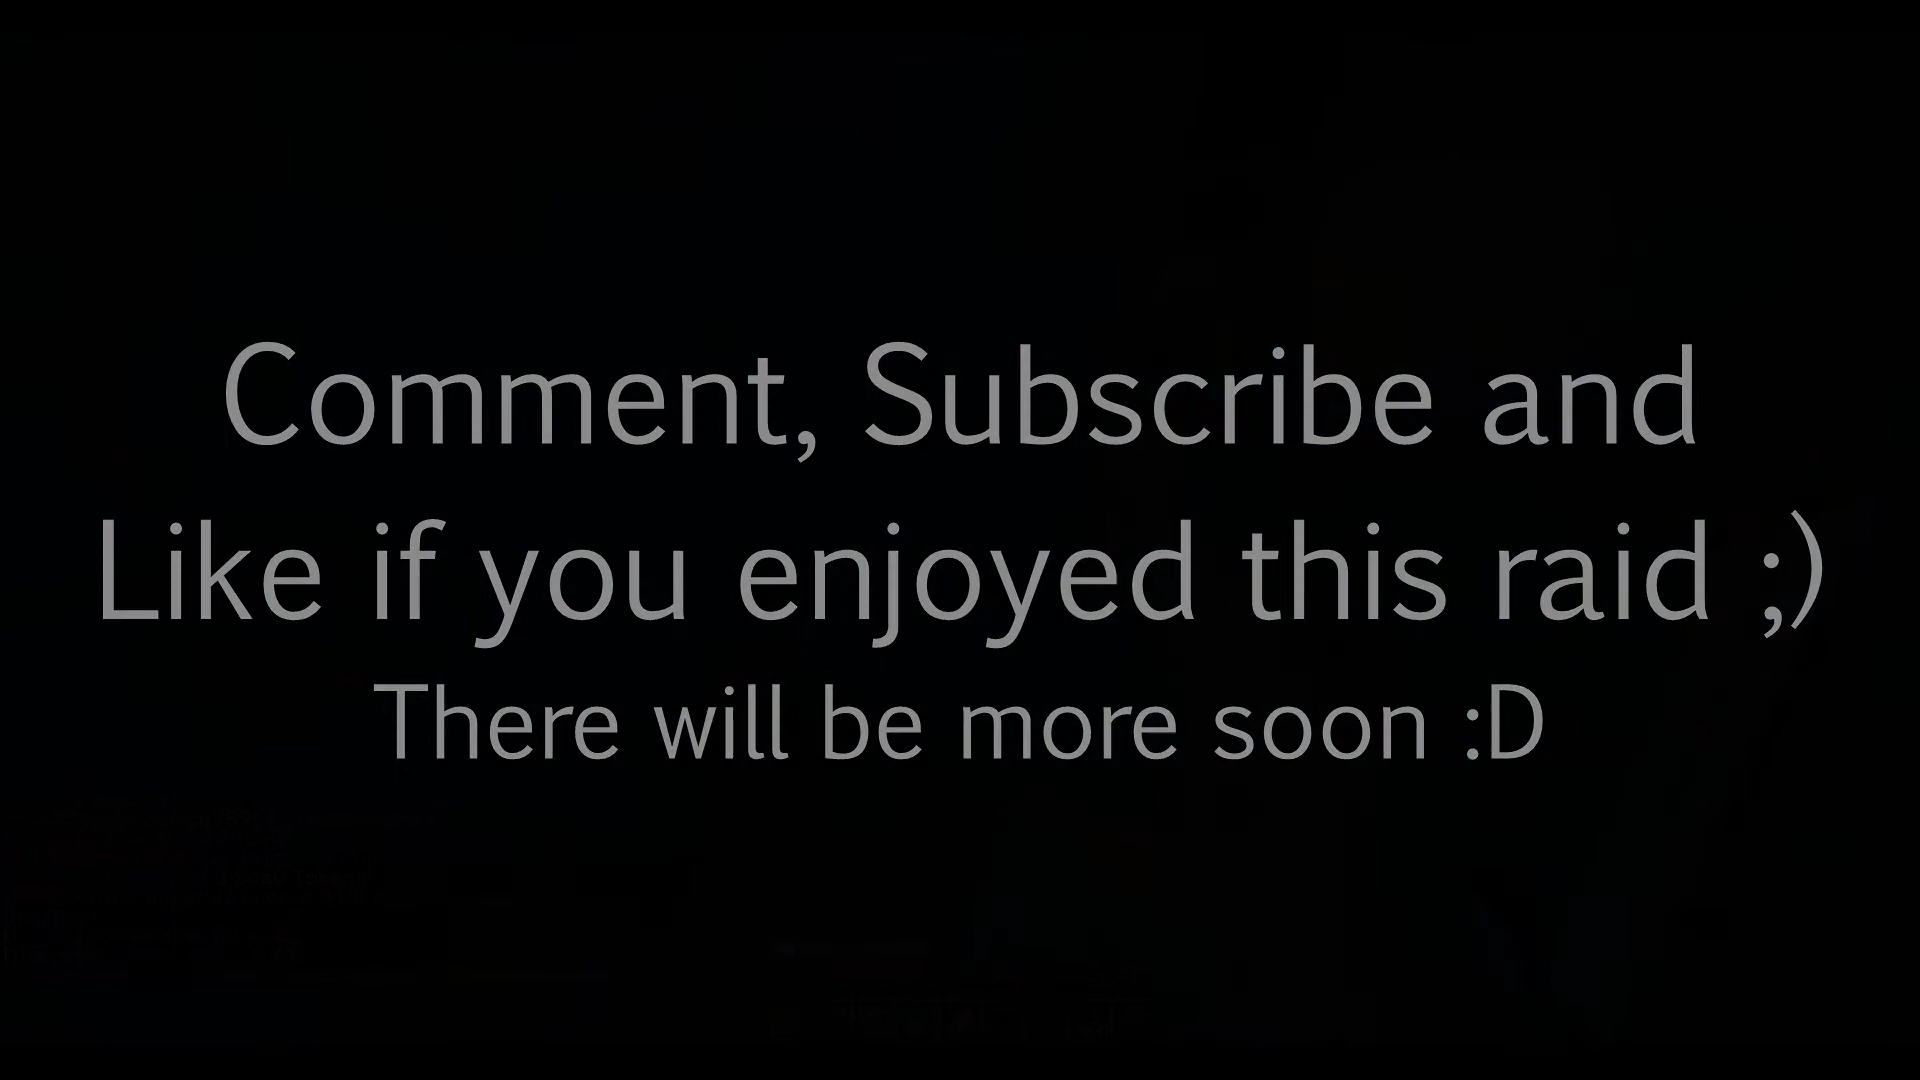 Comment, Subscribe and
Like if you enjoyed this raid ;)
There will be more soon :D